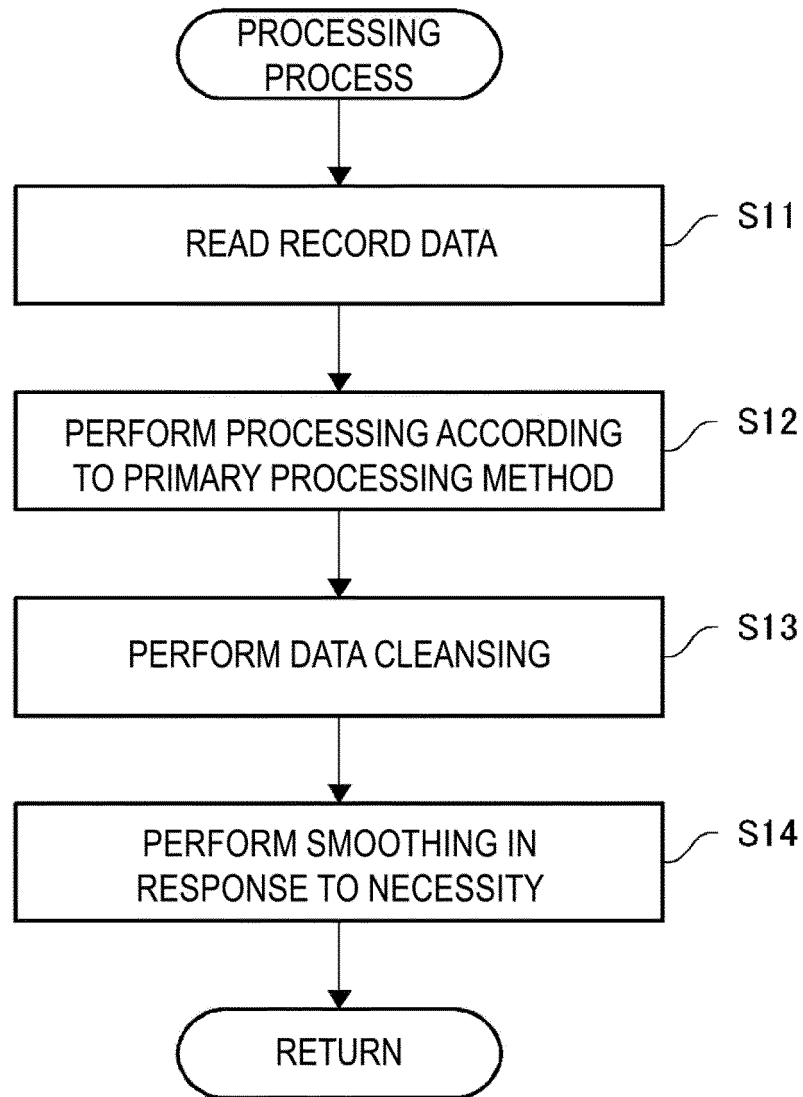 PROCESSING
PROCESS
READ RECORD DATA
S11
PERFORM PROCESSING ACCORDING
TO PRIMARY PROCESSING METHOD
S12
PERFORM DATA CLEANSING
S13
PERFORM SMOOTHING IN
RESPONSE TO NECESSITY
S14
RETURN